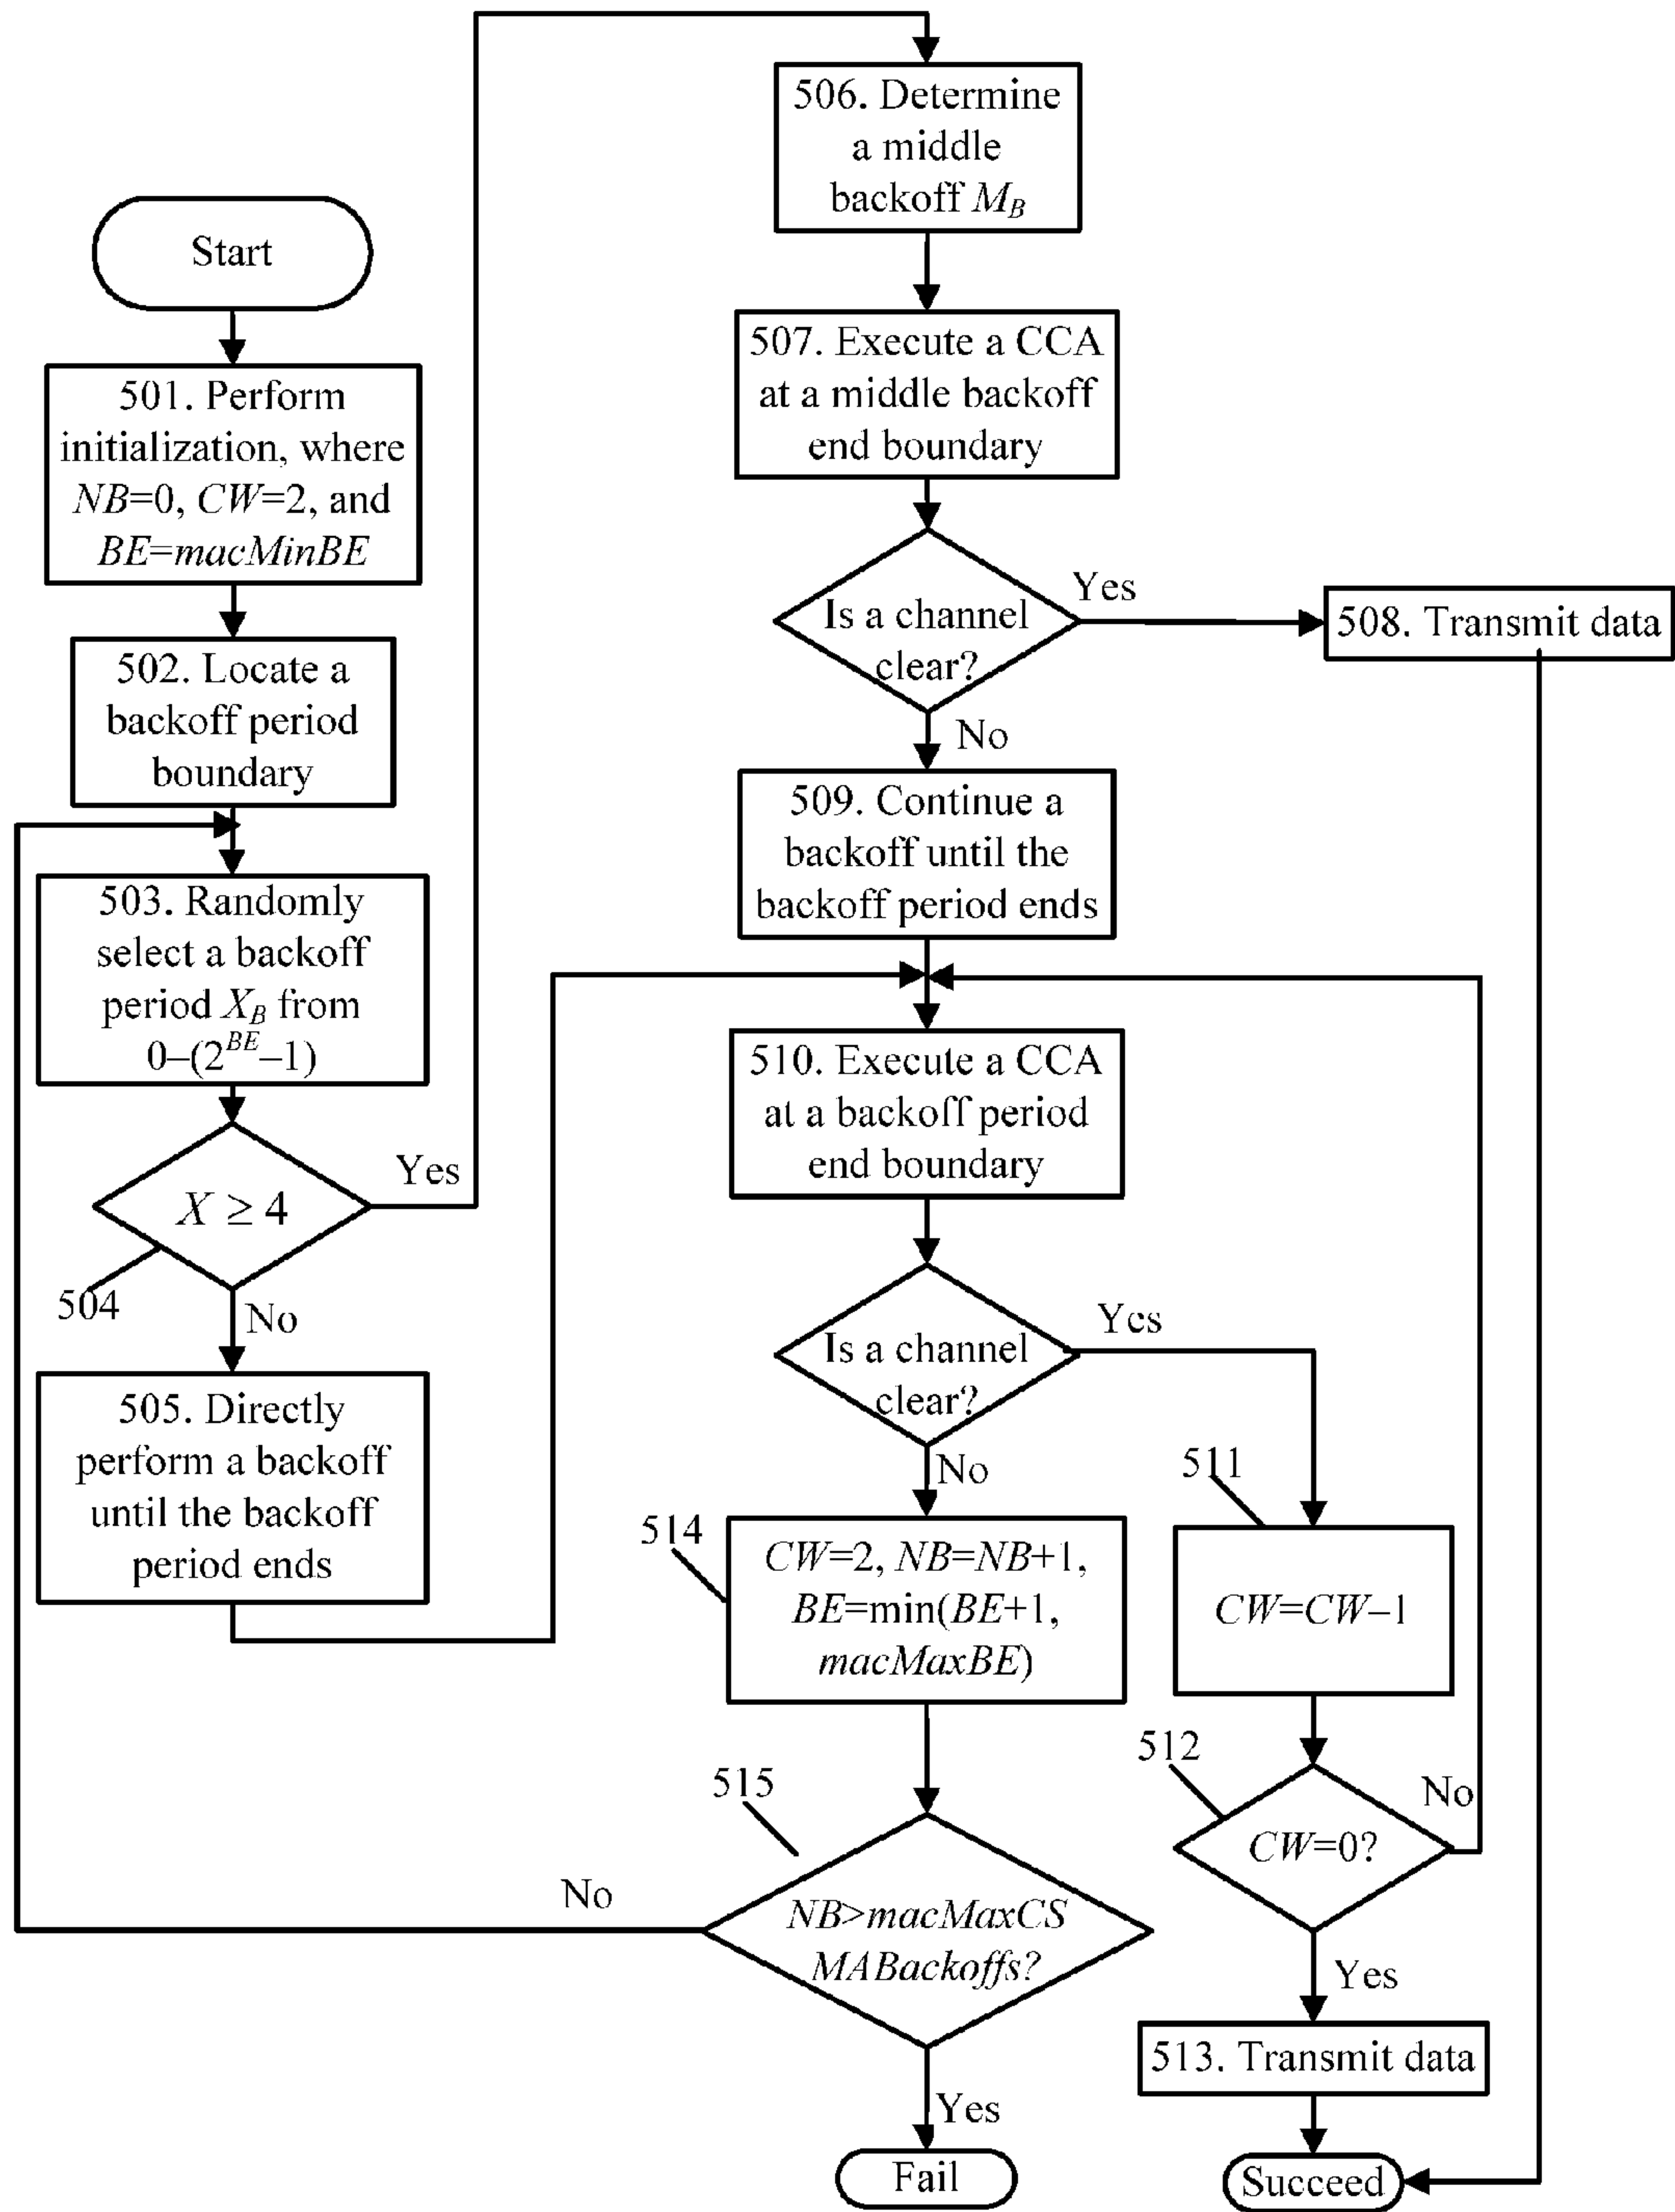 Start
501. Perform
initialization, where
NB=0, CW=2, and
BE=macMinBE
502. Locate a
backoff period
boundary
503. Randomly
select a backoff
period X_B from
0–(2^{BE}–1)
X ≥ 4
Yes
504
No
505. Directly
perform a backoff
until the backoff
period ends
506. Determine
a middle
backoff M_B
507. Execute a CCA
at a middle backoff
end boundary
Is a channel
clear?
Yes
508. Transmit data
No
509. Continue a
backoff until the
backoff period ends
510. Execute a CCA
at a backoff period
end boundary
Is a channel
clear?
Yes
No
511
CW=CW–1
514
CW=2, NB=NB+1,
BE=min(BE+1,
macMaxBE)
512
CW=0?
No
515
NB>macMaxCS
MABackoffs?
No
Yes
513. Transmit data
Yes
Fail
Succeed